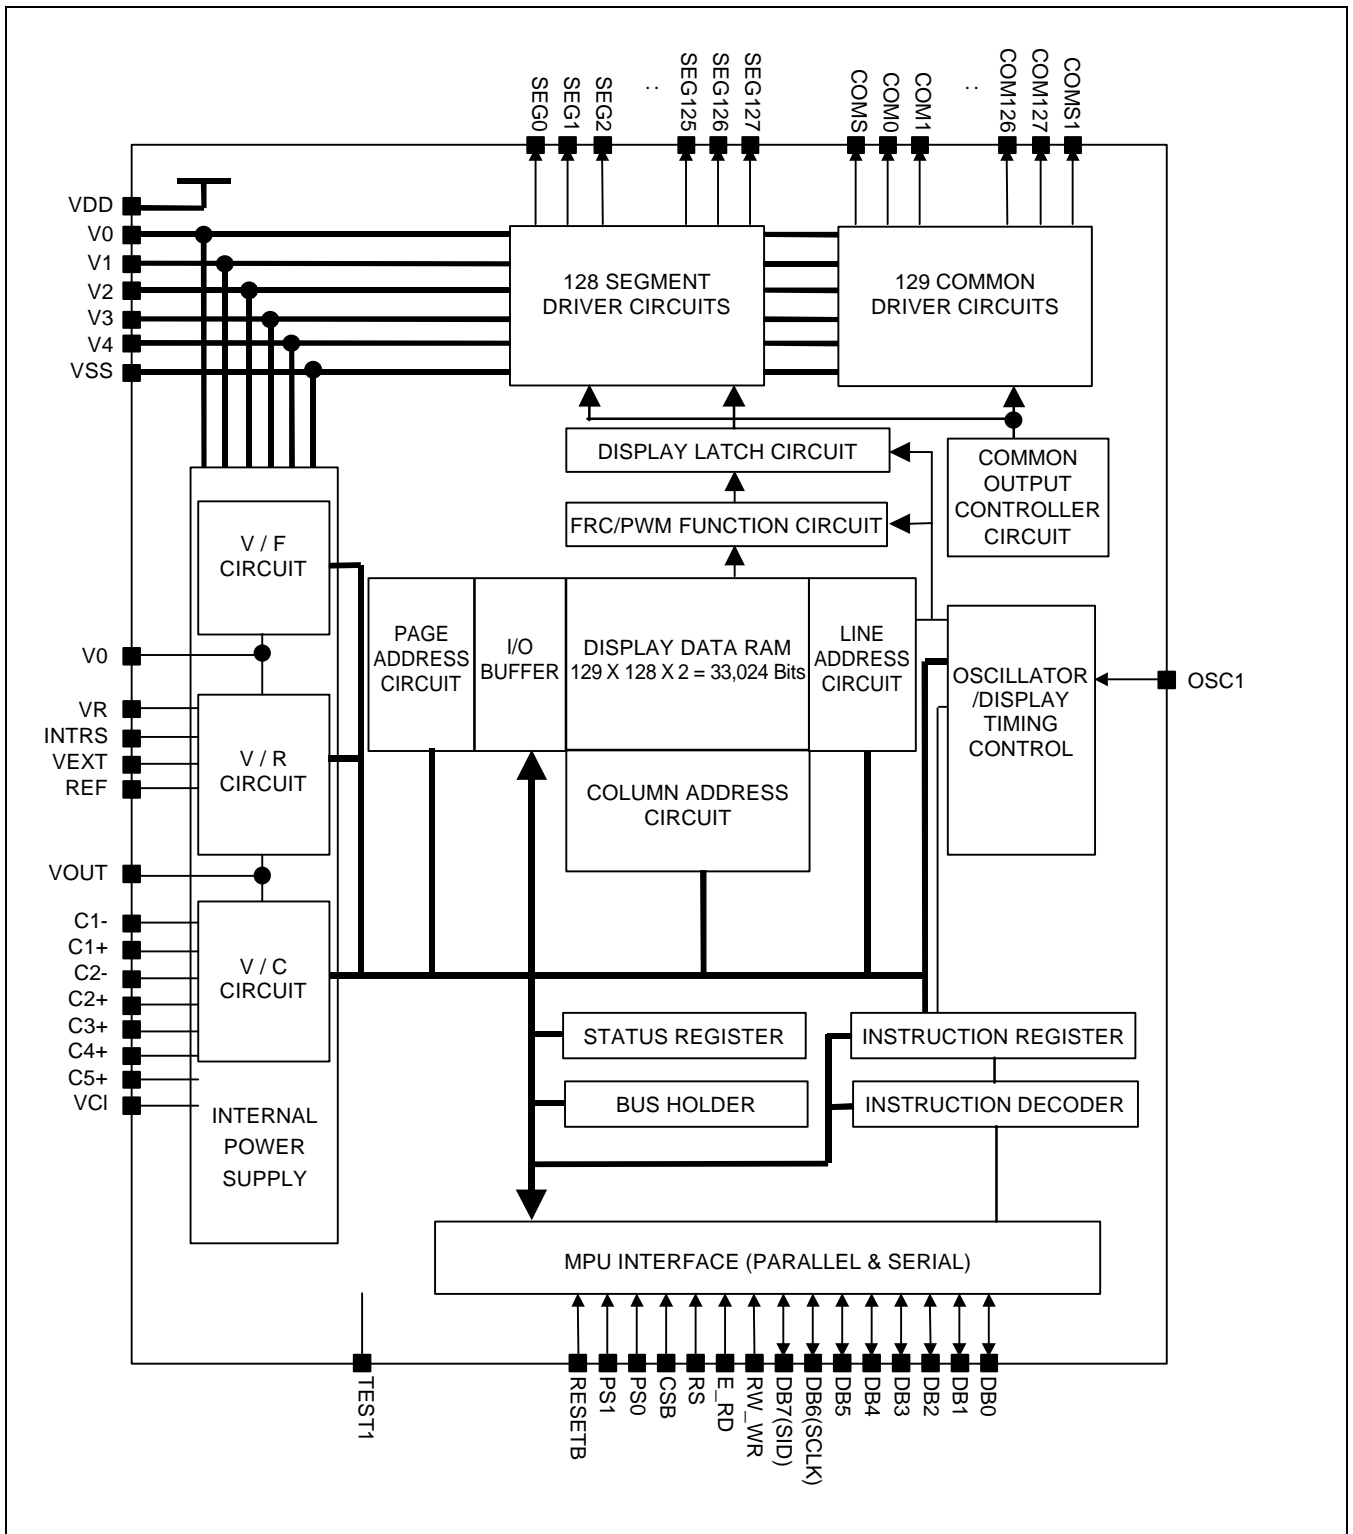 SEG0
SEG1
SEG2
..
SEG125
SEG126
SEG127
COMS
COM0
COM1
..
COM126
COM127
COMS1
VDD
V0
V1
V2
V3
V4
VSS
128 SEGMENT
DRIVER CIRCUITS
129 COMMON
DRIVER CIRCUITS
DISPLAY LATCH CIRCUIT
COMMON
OUTPUT
CONTROLLER
CIRCUIT
FRC/PWM FUNCTION CIRCUIT
V / F
CIRCUIT
PAGE
ADDRESS
CIRCUIT
I/O
BUFFER
DISPLAY DATA RAM
129 X 128 X 2 = 33,024 Bits
LINE
ADDRESS
CIRCUIT
OSCILLATOR
/DISPLAY
TIMING
CONTROL
OSC1
V0
VR
INTRS
VEXT
REF
V / R
CIRCUIT
COLUMN ADDRESS
CIRCUIT
VOUT
C1-
C1+
C2-
C2+
C3+
C4+
C5+
VCI
V / C
CIRCUIT
INTERNAL
POWER
SUPPLY
STATUS REGISTER
INSTRUCTION REGISTER
BUS HOLDER
INSTRUCTION DECODER
MPU INTERFACE (PARALLEL & SERIAL)
TEST1
RESETB
PS1
PS0
CSB
RS
E_RD
RW_WR
DB7(SID)
DB6(SCLK)
DB5
DB4
DB3
DB2
DB1
DB0